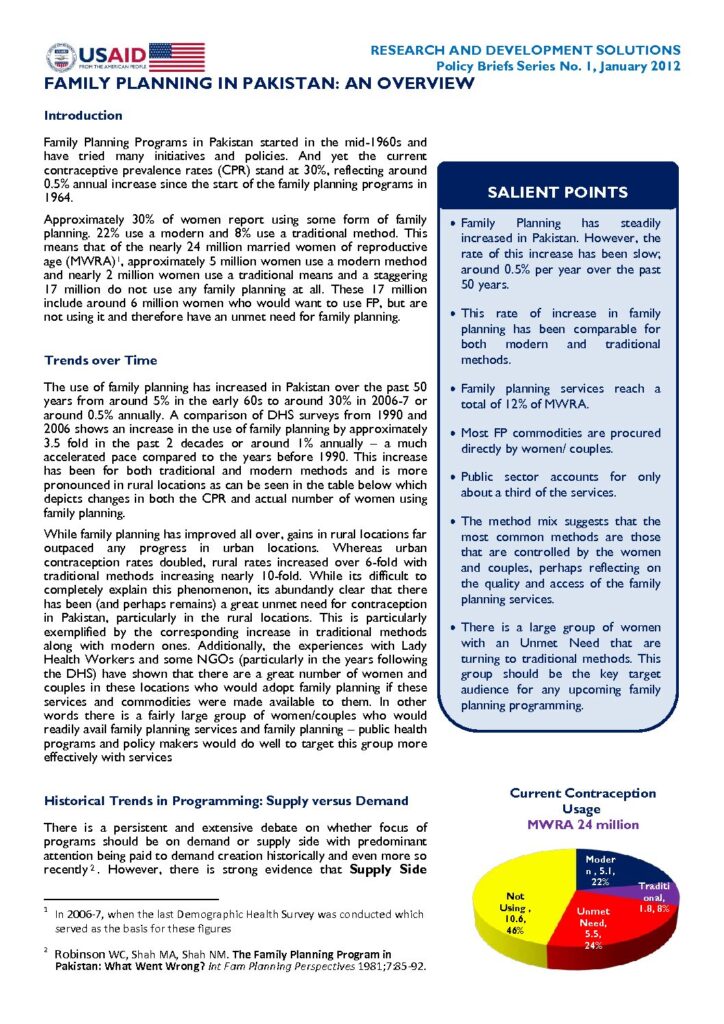 USAID
FROM THE AMERICAN PEOPLE
RESEARCH AND DEVELOPMENT SOLUTIONS
Policy Briefs Series No. 1, January 2012
FAMILY PLANNING IN PAKISTAN: AN OVERVIEW
Introduction
Family Planning Programs in Pakistan started in the mid-1960s and
have tried many initiatives and policies. And yet the current
contraceptive prevalence rates (CPR) stand at 30%, reflecting around
0.5% annual increase since the start of the family planning programs in
1964.
Approximately 30% of women report using some form of family
planning. 22% use a modern and 8% use a traditional method. This
means that of the nearly 24 million married women of reproductive
age (MWRA)1, approximately 5 million women use a modern method
and nearly 2 million women use a traditional means and a staggering
17 million do not use any family planning at all. These 17 million
include around 6 million women who would want to use FP, but are
not using it and therefore have an unmet need for family planning.
Trends over Time
The use of family planning has increased in Pakistan over the past 50
years from around 5% in the early 60s to around 30% in 2006-7 or
around 0.5% annually. A comparison of DHS surveys from 1990 and
2006 shows an increase in the use of family planning by approximately
3.5 fold in the past 2 decades or around 1% annually – a much
accelerated pace compared to the years before 1990. This increase
has been for both traditional and modern methods and is more
pronounced in rural locations as can be seen in the table below which
depicts changes in both the CPR and actual number of women using
family planning.
While family planning has improved all over, gains in rural locations far
outpaced any progress in urban locations. Whereas urban
contraception rates doubled, rural rates increased over 6-fold with
traditional methods increasing nearly 10-fold. While its difficult to
completely explain this phenomenon, its abundantly clear that there
has been (and perhaps remains) a great unmet need for contraception
in Pakistan, particularly in the rural locations. This is particularly
exemplified by the corresponding increase in traditional methods
along with modern ones. Additionally, the experiences with Lady
Health Workers and some NGOs (particularly in the years following
the DHS) have shown that there are a great number of women and
couples in these locations who would adopt family planning if these
services and commodities were made available to them. In other
words there is a fairly large group of women/couples who would
readily avail family planning services and family planning – public health
programs and policy makers would do well to target this group more
effectively with services
Historical Trends in Programming: Supply versus Demand
There is a persistent and extensive debate on whether focus of
programs should be on demand or supply side with predominant
attention being paid to demand creation historically and even more so
recently2. However, there is strong evidence that Supply Side
1 In 2006-7, when the last Demographic Health Survey was conducted which
served as the basis for these figures
2 Robinson WC, Shah MA, Shah NM. The Family Planning Program in
Pakistan: What Went Wrong? Int Fam Planning Perspectives 1981;7:85-92.
SALIENT POINTS
• Family Planning has steadily
increased in Pakistan. However, the
rate of this increase has been slow;
around 0.5% per year over the past
50 years.
• This rate of increase in family
planning has been comparable for
both modern and traditional
methods.
• Family planning services reach a
total of 12% of MWRA.
• Most FP commodities are procured
directly by women/ couples.
• Public sector accounts for only
about a third of the services.
• The method mix suggests that the
most common methods are those
that are controlled by the women
and couples, perhaps reflecting on
the quality and access of the family
planning services.
• There is a large group of women
with an Unmet Need that are
turning to traditional methods. This
group should be the key target
audience for any upcoming family
planning programming.
Current Contraception
Usage
MWRA 24 million
Moder
n , 5.1,
22%
Traditi
onal,
1.8, 8%
Unmet
Need,
5.5,
24%
Not
Using ,
10.6,
46%